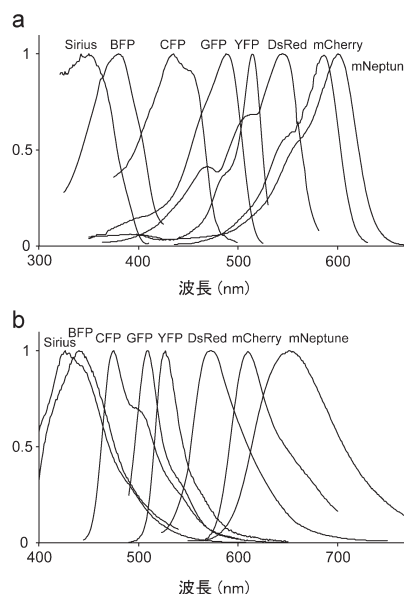 a
Sirius BFP CFP GFP YFP DsRed mCherry
mNeptune
1
0.5
0
300 400 500 600
波長 (nm)
b
Sirius BFP CFP GFP YFP DsRed mCherry mNeptune
1
0.5
0
400 500 600 700
波長 (nm)